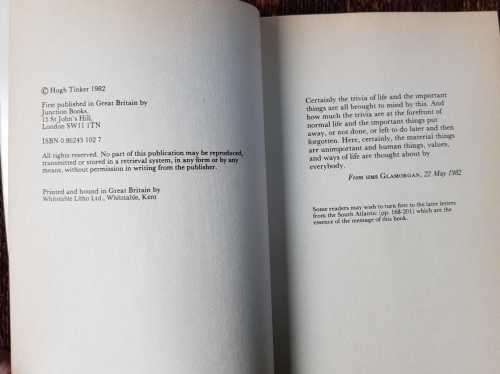 © Hugh Tinker 1982
First published in Great Britain by
Junction Books,
15 St John's Hill,
London SW11 1TN
ISBN 0 86245 102 7
All rights reserved. No part of this publication may be reproduced,
transmitted or stored in a retrieval system, in any form or by any
means, without permission in writing from the publisher.
Printed and bound in Great Britain by
Whitstable Litho Ltd., Whitstable, Kent
Certainly the trivia of life and the important
things are all brought to mind by this. And
how much the trivia are at the forefront of
normal life and the important things put
away, or not done, or left to do later and then
forgotten. Here, certainly, the material things
are unimportant and human things, values,
and ways of life are thought about by
everybody.
From HMS GLAMORGAN, 22 May 1982
Some readers may wish to turn first to the later letters
from the South Atlantic (pp. 168-201) which are the
essence of the message of this book.